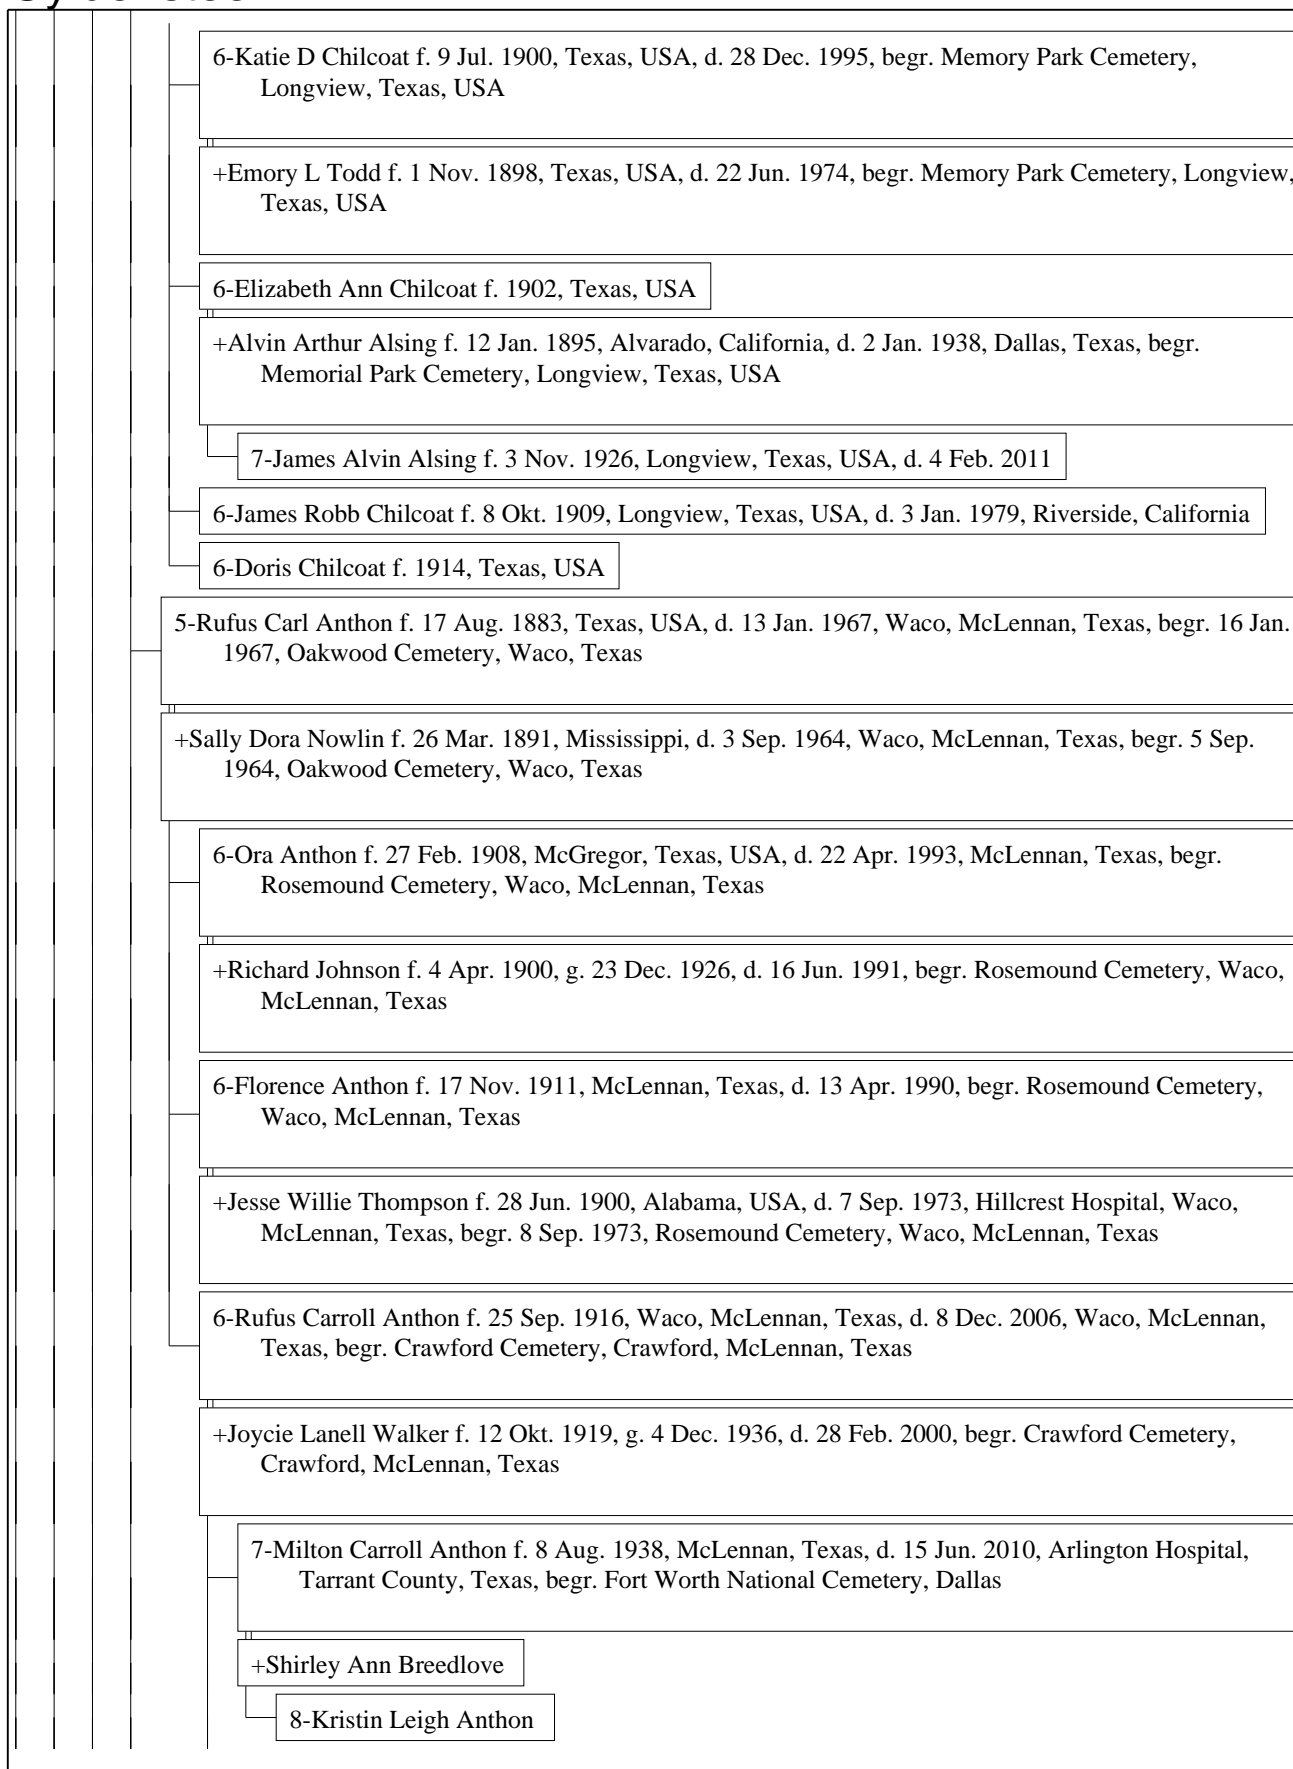 6-Katie D Chilcoat f. 9 Jul. 1900, Texas, USA, d. 28 Dec. 1995, begr. Memory Park Cemetery,
Longview, Texas, USA
+Emory L Todd f. 1 Nov. 1898, Texas, USA, d. 22 Jun. 1974, begr. Memory Park Cemetery, Longview,
Texas, USA
6-Elizabeth Ann Chilcoat f. 1902, Texas, USA
+Alvin Arthur Alsing f. 12 Jan. 1895, Alvarado, California, d. 2 Jan. 1938, Dallas, Texas, begr.
Memorial Park Cemetery, Longview, Texas, USA
7-James Alvin Alsing f. 3 Nov. 1926, Longview, Texas, USA, d. 4 Feb. 2011
6-James Robb Chilcoat f. 8 Okt. 1909, Longview, Texas, USA, d. 3 Jan. 1979, Riverside, California
6-Doris Chilcoat f. 1914, Texas, USA
5-Rufus Carl Anthon f. 17 Aug. 1883, Texas, USA, d. 13 Jan. 1967, Waco, McLennan, Texas, begr. 16 Jan.
1967, Oakwood Cemetery, Waco, Texas
+Sally Dora Nowlin f. 26 Mar. 1891, Mississippi, d. 3 Sep. 1964, Waco, McLennan, Texas, begr. 5 Sep.
1964, Oakwood Cemetery, Waco, Texas
6-Ora Anthon f. 27 Feb. 1908, McGregor, Texas, USA, d. 22 Apr. 1993, McLennan, Texas, begr.
Rosemound Cemetery, Waco, McLennan, Texas
+Richard Johnson f. 4 Apr. 1900, g. 23 Dec. 1926, d. 16 Jun. 1991, begr. Rosemound Cemetery, Waco,
McLennan, Texas
6-Florence Anthon f. 17 Nov. 1911, McLennan, Texas, d. 13 Apr. 1990, begr. Rosemound Cemetery,
Waco, McLennan, Texas
+Jesse Willie Thompson f. 28 Jun. 1900, Alabama, USA, d. 7 Sep. 1973, Hillcrest Hospital, Waco,
McLennan, Texas, begr. 8 Sep. 1973, Rosemound Cemetery, Waco, McLennan, Texas
6-Rufus Carroll Anthon f. 25 Sep. 1916, Waco, McLennan, Texas, d. 8 Dec. 2006, Waco, McLennan,
Texas, begr. Crawford Cemetery, Crawford, McLennan, Texas
+Joycie Lanell Walker f. 12 Okt. 1919, g. 4 Dec. 1936, d. 28 Feb. 2000, begr. Crawford Cemetery,
Crawford, McLennan, Texas
7-Milton Carroll Anthon f. 8 Aug. 1938, McLennan, Texas, d. 15 Jun. 2010, Arlington Hospital,
Tarrant County, Texas, begr. Fort Worth National Cemetery, Dallas
+Shirley Ann Breedlove
8-Kristin Leigh Anthon